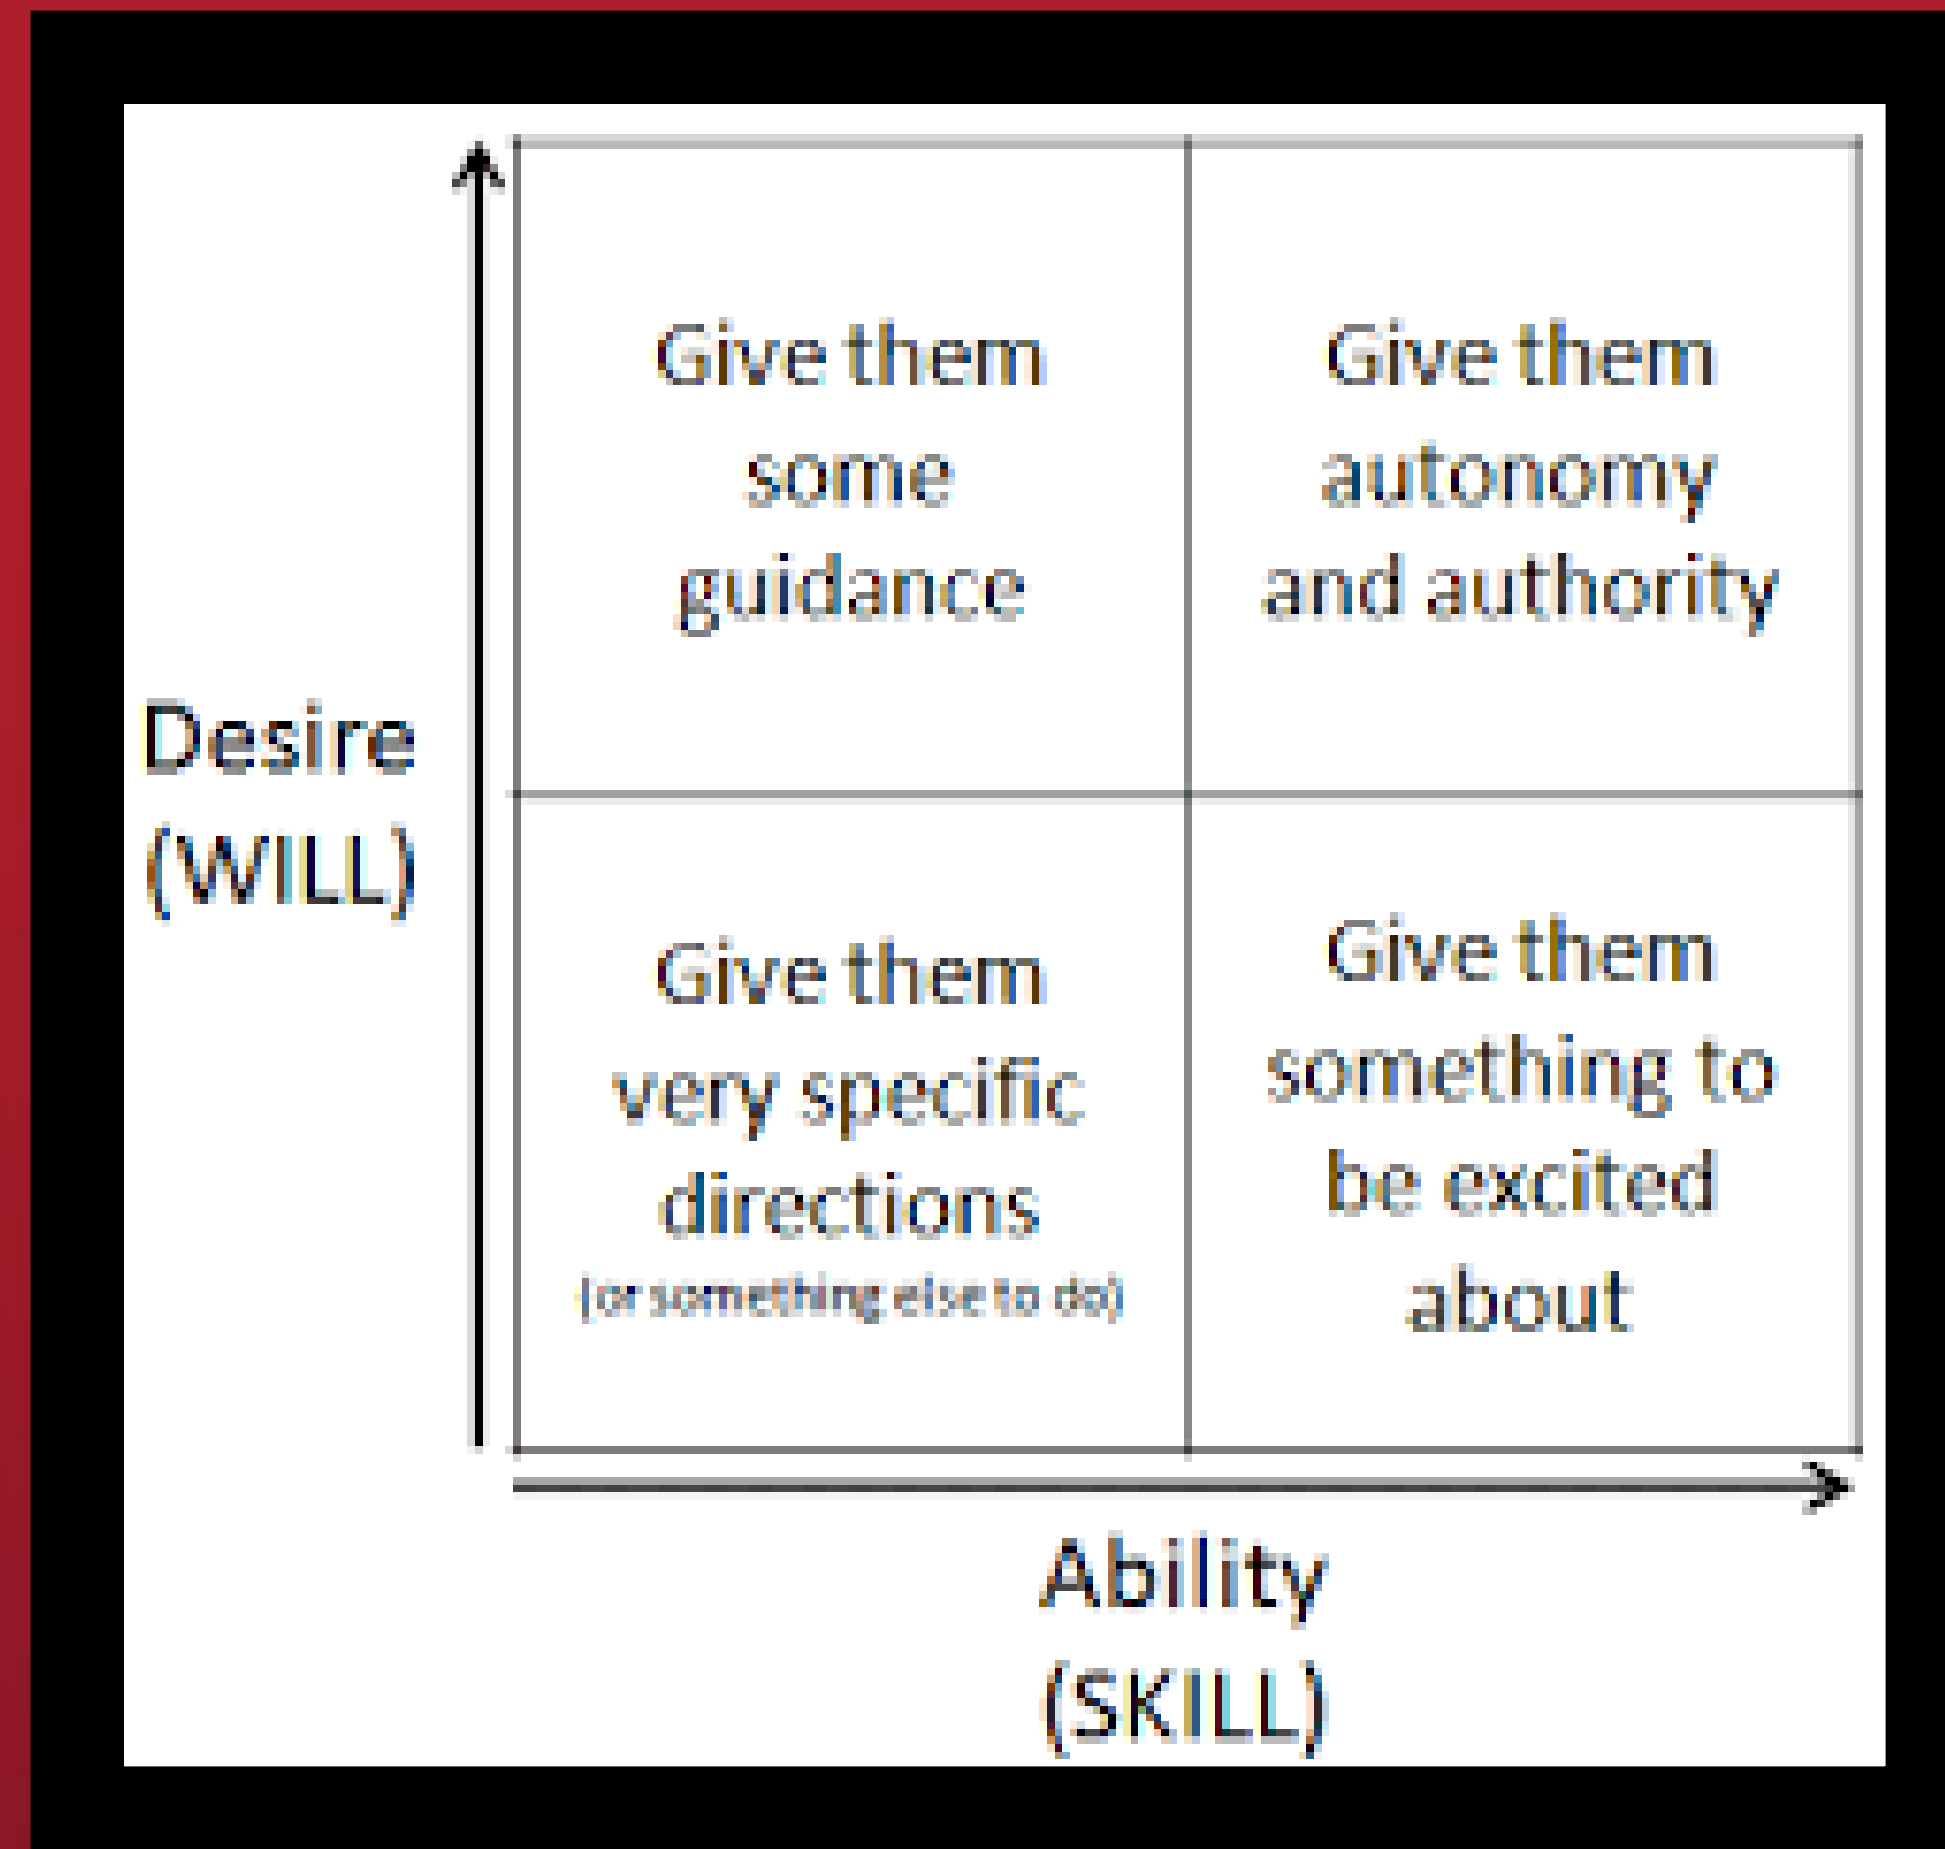 Give them
some
guidance
Give them
autonomy
and authority
Desire
(WILL)
Give them
very specific
directions
(or something else to do)
Give them
something to
be excited
about
Ability
(SKILL)